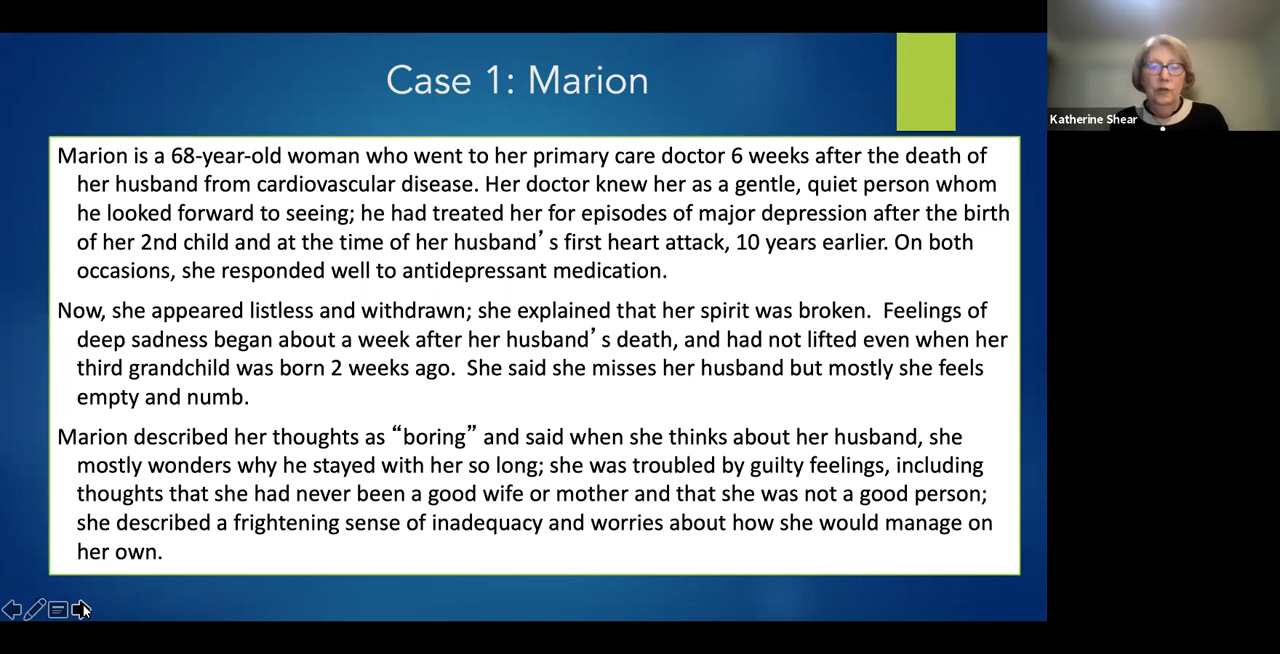 Case 1: Marion
Katherine Shear
Marion is a 68-year-old woman who went to her primary care doctor 6 weeks after the death of
her husband from cardiovascular disease. Her doctor knew her as a gentle, quiet person whom
he looked forward to seeing; he had treated her for episodes of major depression after the birth
of her 2nd child and at the time of her husband’s first heart attack, 10 years earlier. On both
occasions, she responded well to antidepressant medication.
Now, she appeared listless and withdrawn; she explained that her spirit was broken.  Feelings of
deep sadness began about a week after her husband’s death, and had not lifted even when her
third grandchild was born 2 weeks ago.  She said she misses her husband but mostly she feels
empty and numb.
Marion described her thoughts as “boring” and said when she thinks about her husband, she
mostly wonders why he stayed with her so long; she was troubled by guilty feelings, including
thoughts that she had never been a good wife or mother and that she was not a good person;
she described a frightening sense of inadequacy and worries about how she would manage on
her own.